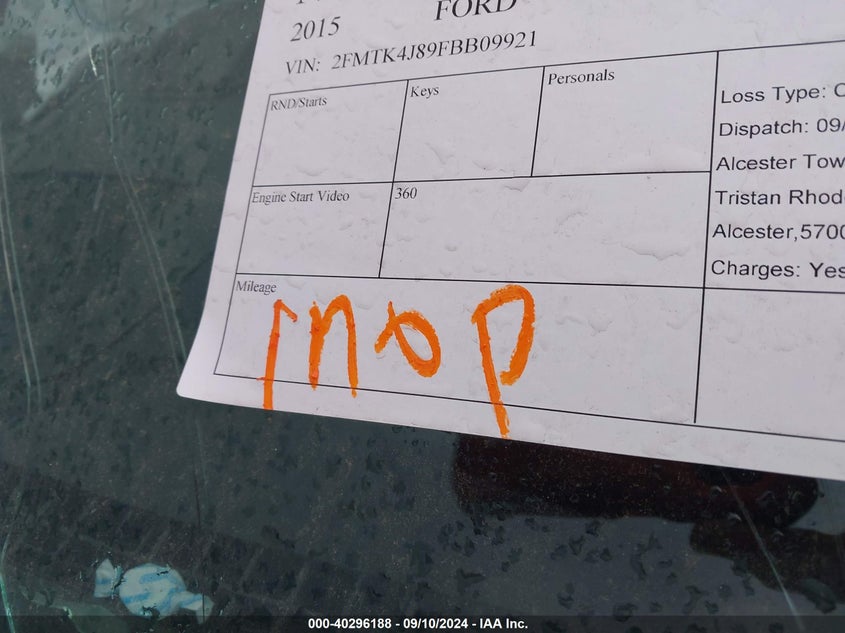 FORD
2015
VIN: 2FMTK4J89FBB09921
RND/Starts
Keys
Personals
Engine Start Video
360
Mileage
inop
Loss Type: C
Dispatch: 09/
Alcester Tow
Tristan Rhod
Alcester,5700
Charges: Yes
000-40296188 - 09/10/2024 - IAA Inc.